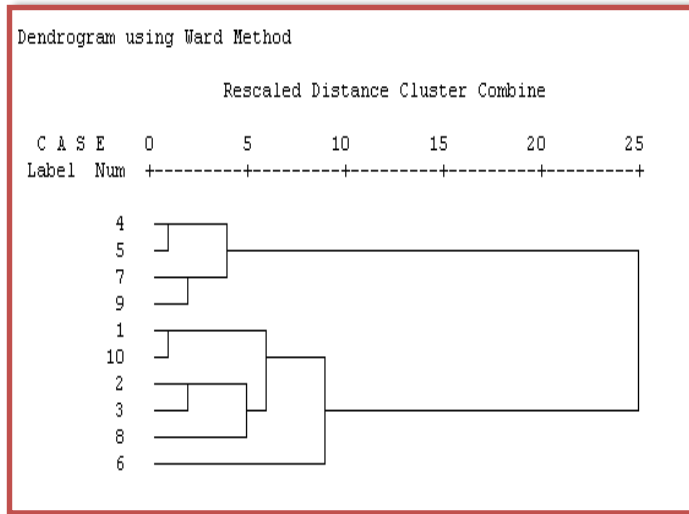 Dendrogram using Ward Method
Rescaled Distance Cluster Combine
C A S E 0 5 10 15 20 25
Label Num +---------+---------+---------+---------+---------+
4
5
7
9
1
10
2
3
8
6